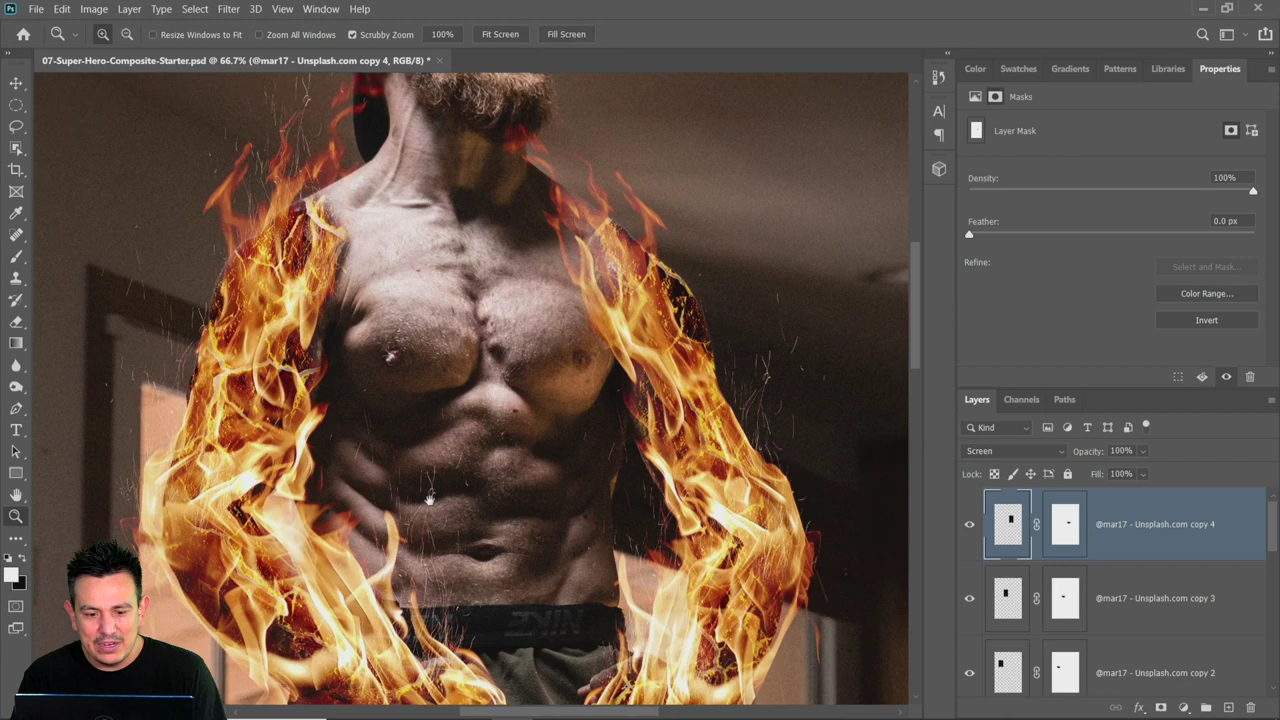 Ps File Edit Image Layer Type Select Filter 3D View Window Help
Resize Windows to Fit Zoom All Windows Scrubby Zoom 100% Fit Screen Fill Screen
07-Super-Hero-Composite-Starter.psd @ 66.7% (@mar17 - Unsplash.com copy 4, RGB/8) * ×
Color Swatches Gradients Patterns Libraries Properties
Masks
Layer Mask
Density: 100%
Feather: 0.0 px
Refine: Select and Mask...
Color Range...
Invert
Layers Channels Paths
Kind
Screen Opacity: 100%
Lock: Fill: 100%
@mar17 - Unsplash.com copy 4
@mar17 - Unsplash.com copy 3
@mar17 - Unsplash.com copy 2